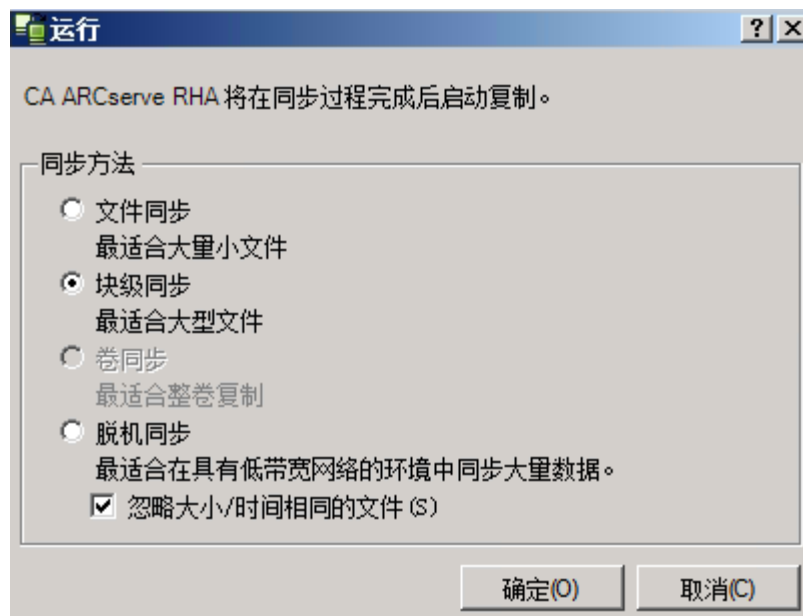 运行
CA ARCserve RHA 将在同步过程完成后启动复制。
同步方法
文件同步
最适合大量小文件
块级同步
最适合大型文件
卷同步
最适合整卷复制
脱机同步
最适合在具有低带宽网络的环境中同步大量数据。
忽略大小/时间相同的文件(S)
确定(O) 取消(C)